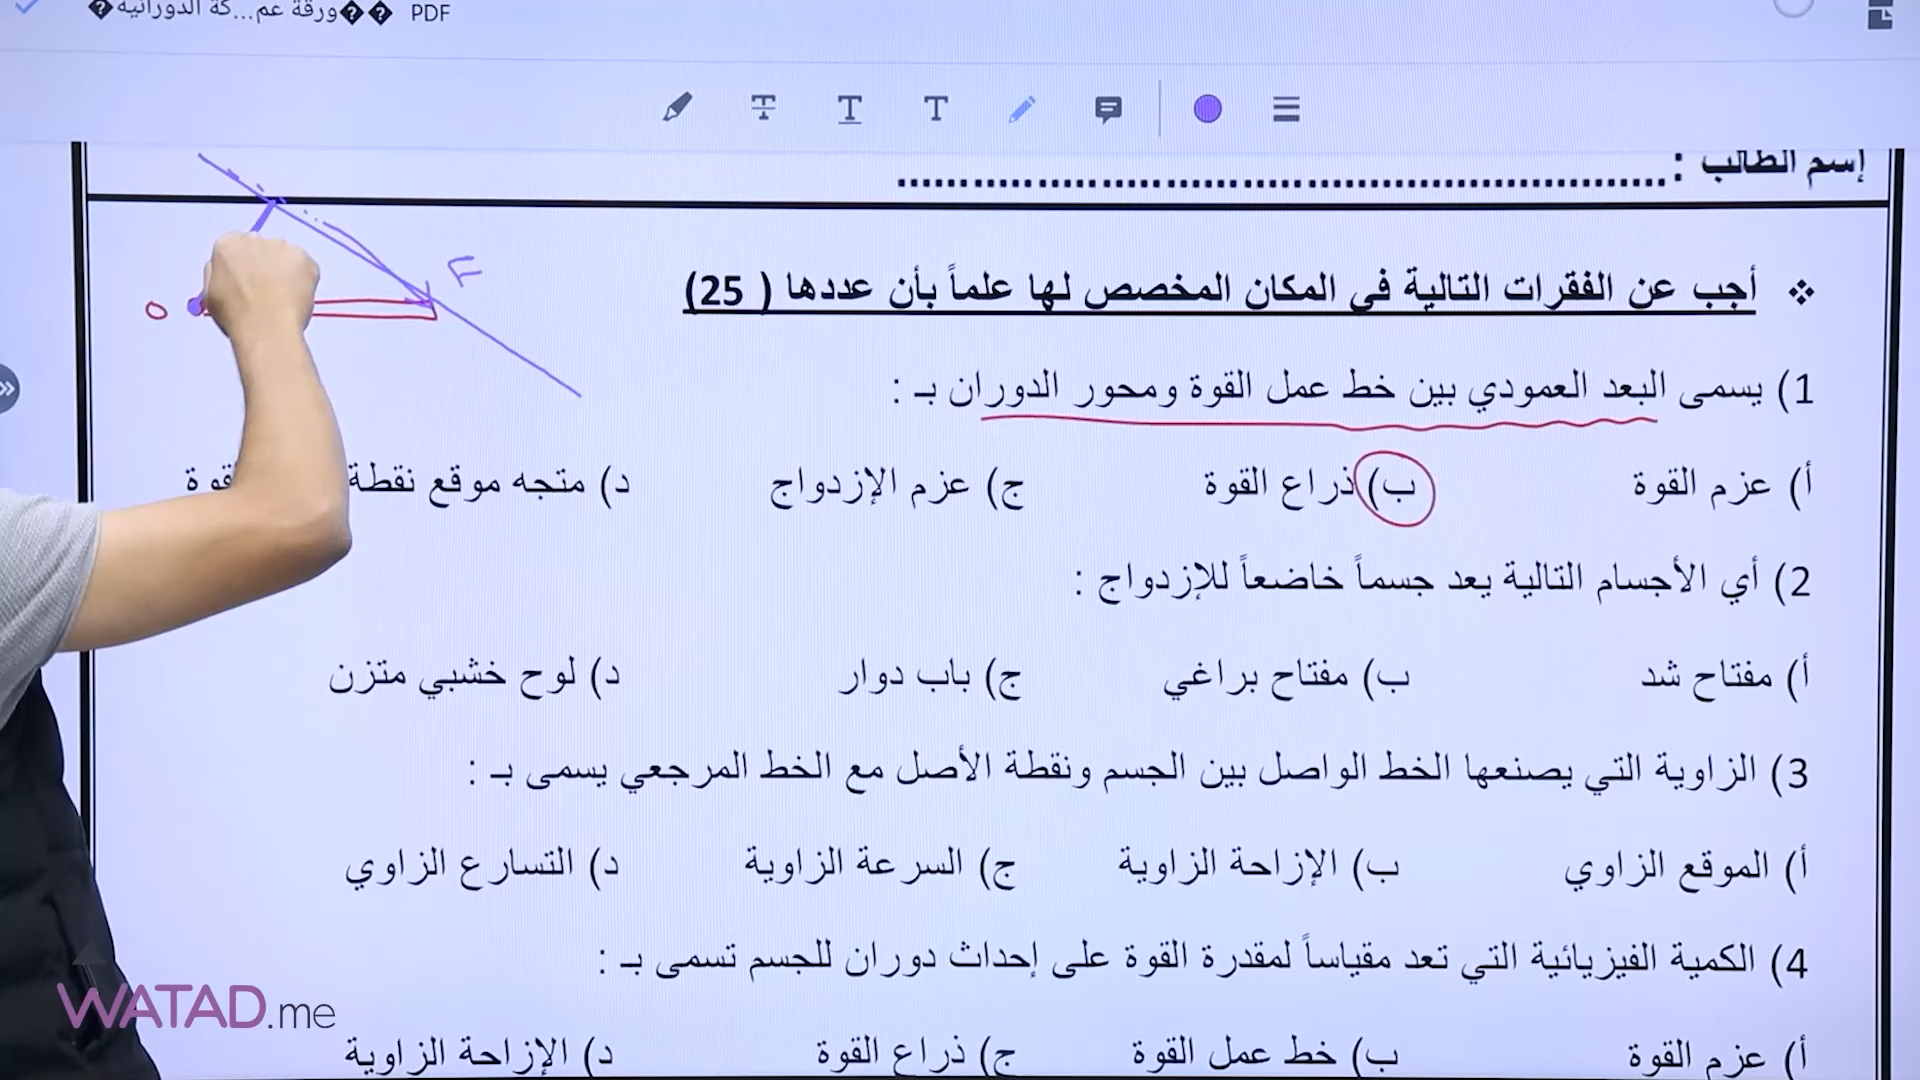 ورقة عم...كة الدورانية PDF
إسم الطالب : ................................................
❖ أجب عن الفقرات التالية في المكان المخصص لها علماً بأن عددها ( 25)
O
F
1) يسمى البعد العمودي بين خط عمل القوة ومحور الدوران بـ :
أ) عزم القوة ب) ذراع القوة ج) عزم الإزدواج د) متجه موقع نقطة
2) أي الأجسام التالية يعد جسماً خاضعاً للإزدواج :
أ) مفتاح شد ب) مفتاح براغي ج) باب دوار د) لوح خشبي متزن
3) الزاوية التي يصنعها الخط الواصل بين الجسم ونقطة الأصل مع الخط المرجعي يسمى بـ :
أ) الموقع الزاوي ب) الإزاحة الزاوية ج) السرعة الزاوية د) التسارع الزاوي
4) الكمية الفيزيائية التي تعد مقياساً لمقدرة القوة على إحداث دوران للجسم تسمى بـ :
أ) عزم القوة ب) خط عمل القوة ج) ذراع القوة د) الإزاحة الزاوية
WATAD.me